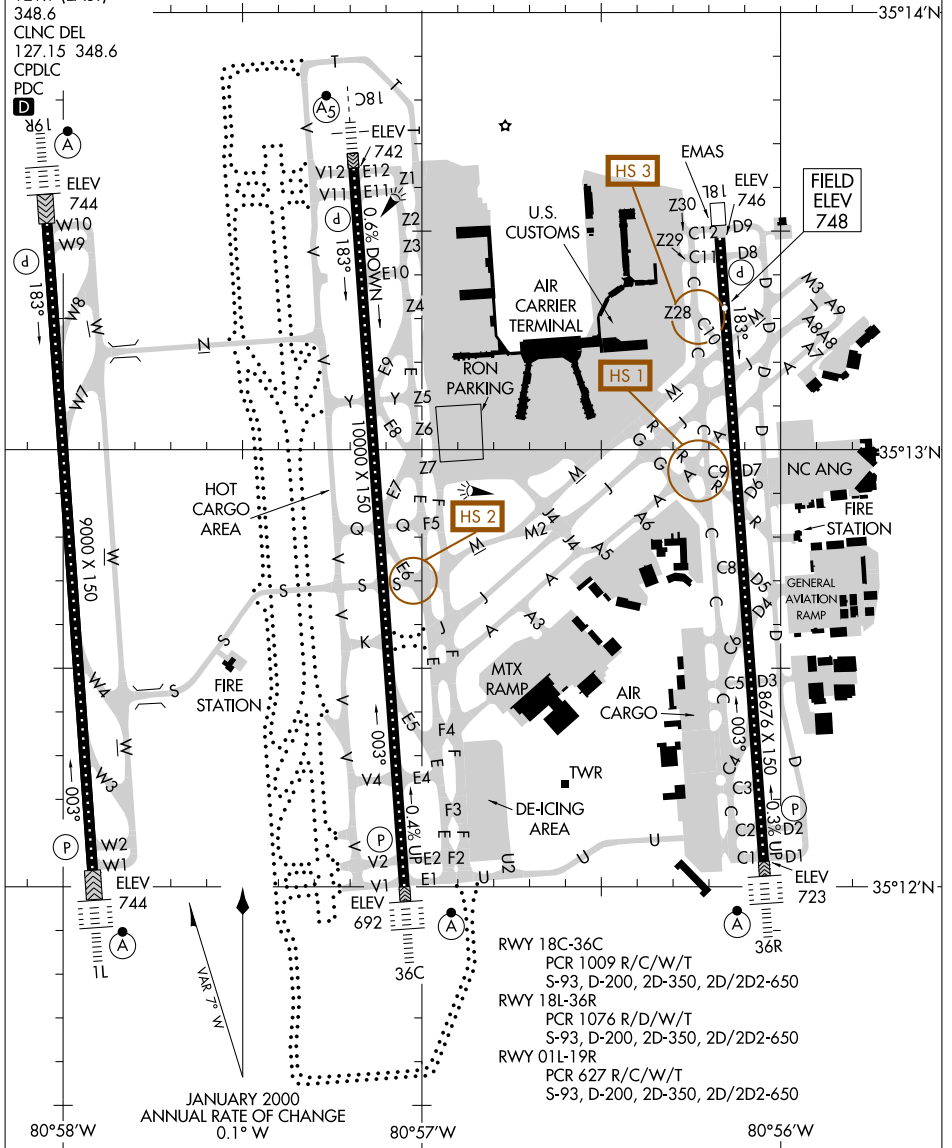 348.6
CLNC DEL
127.15 348.6
CPDLC
PDC
D
35°14'N
19R
A
ELEV
744
W10
W9
P
183°
W8
W
W7
N
9000 X 150
W
W4
W
W3
003°
P
W2
W1
ELEV
744
A
1L
T
T
T
A5
18C
V
ELEV
742
V12
E12
Z1
V11
E11
P
0.6% DOWN
Z2
V
183°
Z3
E10
Z4
V
E9
E
Y
Y
Z5
E8
Z6
10000 X 150
Z7
V
E7
E
F
Q
Q
F5
V
HS 2
E6
S
S
S
S
S
S
V
K
J
F
E
E5
V
003°
F4
F
E
V4
E4
0.4% UP
F3
P
E
F
V
V2
E2
F2
V1
E1
U
U2
U
U
U
ELEV
692
A
36C
HOT
CARGO
AREA
FIRE
STATION
HS 3
EMAS
18L
ELEV
746
FIELD
ELEV
748
U.S.
CUSTOMS
AIR
CARRIER
TERMINAL
RON
PARKING
HS 1
Z30
Z29
C12
D9
C11
D8
P
C
D
Z28
C10
M
D
M3
A9
J
A8
A8
A7
183°
C
J
D
A
M
J
C
A
D
R
G
G
R
A
R
C9
D7
D6
NC ANG
M
J
A
C
R
FIRE
STATION
M
J4
M2
J4
A6
A5
A
J
A3
A
C8
D5
D4
C
D
GENERAL
AVIATION
RAMP
C6
C5
D3
C
8676 X 150
003°
C4
C3
D
0.3% UP
P
C
C2
D2
C1
D1
ELEV
723
A
36R
MTX
RAMP
AIR
CARGO
TWR
DE-ICING
AREA
35°13'N
35°12'N
VAR 7° W
JANUARY 2000
ANNUAL RATE OF CHANGE
0.1° W
RWY 18C-36C
PCR 1009 R/C/W/T
S-93, D-200, 2D-350, 2D/2D2-650
RWY 18L-36R
PCR 1076 R/D/W/T
S-93, D-200, 2D-350, 2D/2D2-650
RWY 01L-19R
PCR 627 R/C/W/T
S-93, D-200, 2D-350, 2D/2D2-650
80°58'W
80°57'W
80°56'W